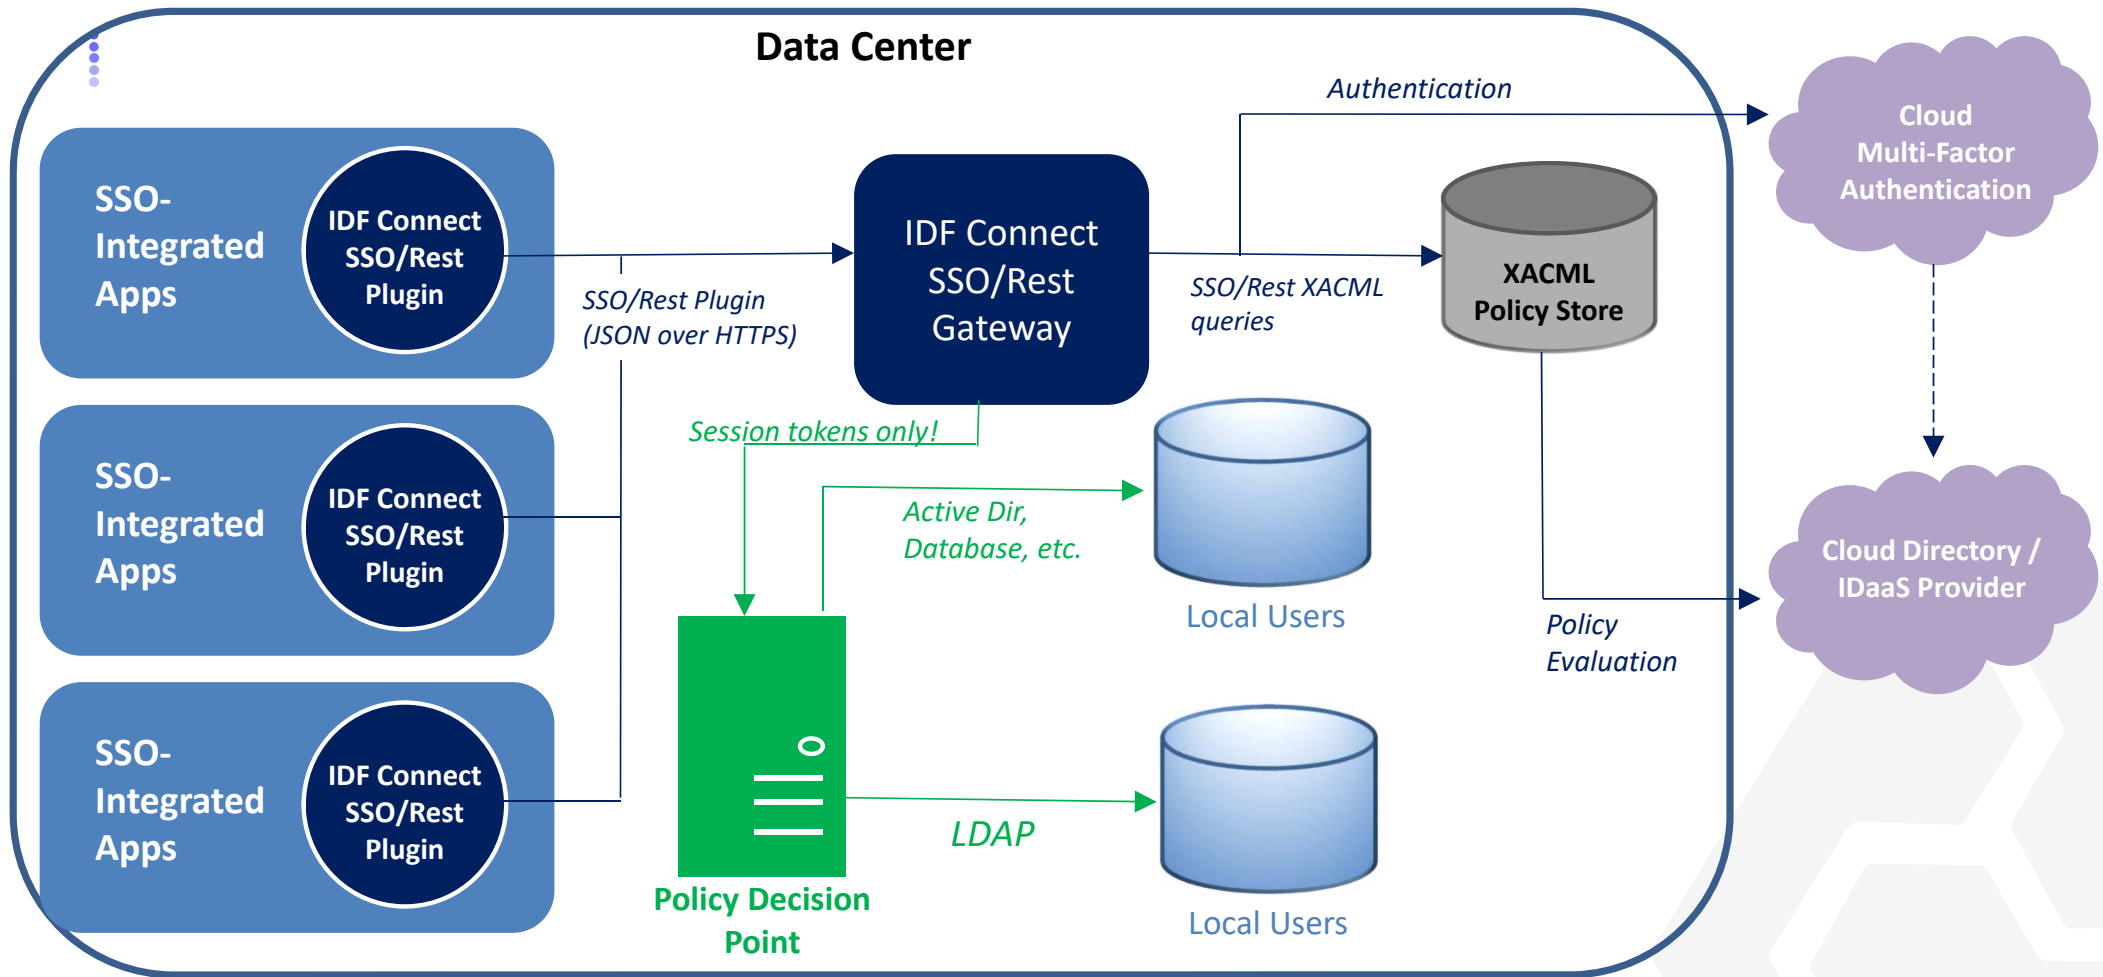 Data Center
Authentication
Cloud
Multi-Factor
Authentication
SSO-
Integrated
Apps
IDF Connect
SSO/Rest
Plugin
SSO/Rest Plugin
(JSON over HTTPS)
IDF Connect
SSO/Rest
Gateway
SSO/Rest XACML
queries
XACML
Policy Store
Session tokens only!
SSO-
Integrated
Apps
IDF Connect
SSO/Rest
Plugin
Active Dir,
Database, etc.
Local Users
Cloud Directory /
IDaaS Provider
Policy
Evaluation
SSO-
Integrated
Apps
IDF Connect
SSO/Rest
Plugin
LDAP
Policy Decision
Point
Local Users